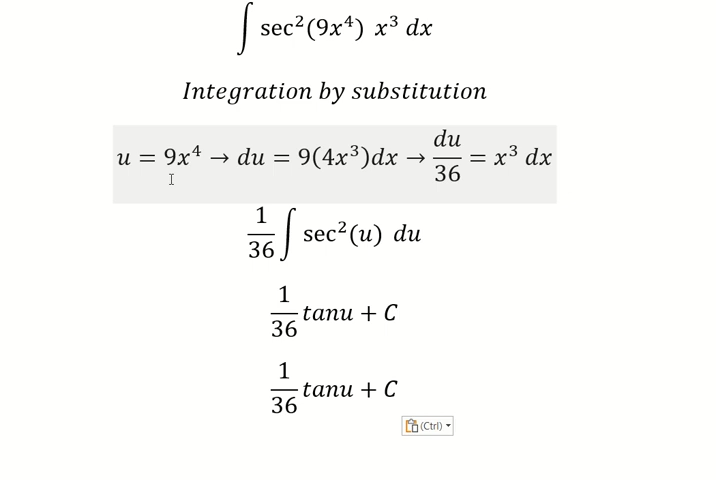 ∫ sec²(9x⁴) x³ dx
Integration by substitution
u = 9x⁴ → du = 9(4x³)dx → du/36 = x³ dx
1/36 ∫ sec²(u) du
1/36 tanu + C
1/36 tanu + C
(Ctrl)